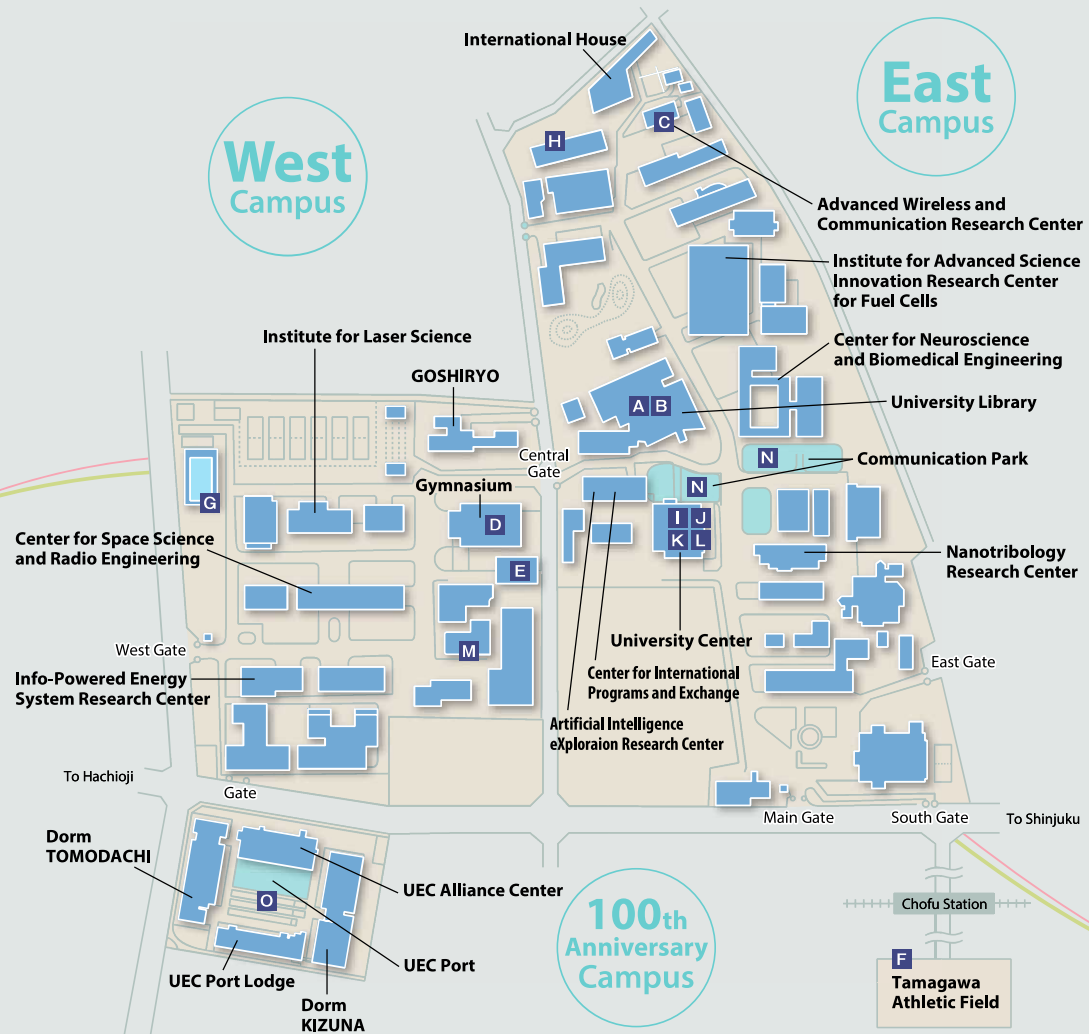 International House
East
Campus
West
Campus
H
C
Advanced Wireless and
Communication Research Center
Institute for Advanced Science
Innovation Research Center
for Fuel Cells
Institute for Laser Science
Center for Neuroscience
and Biomedical Engineering
GOSHIRYO
A B
University Library
Central
Gate
N
Communication Park
Gymnasium
N
G
D
I J
K L
Center for Space Science
and Radio Engineering
Nanotribology
Research Center
E
University Center
West Gate
M
East Gate
Info-Powered Energy
System Research Center
Center for International
Programs and Exchange
Artificial Intelligence
eXploraion Research Center
To Hachioji
Gate
Main Gate
South Gate
To Shinjuku
Dorm
TOMODACHI
UEC Alliance Center
O
Chofu Station
100th
Anniversary
Campus
UEC Port
UEC Port Lodge
Dorm
KIZUNA
F
Tamagawa
Athletic Field